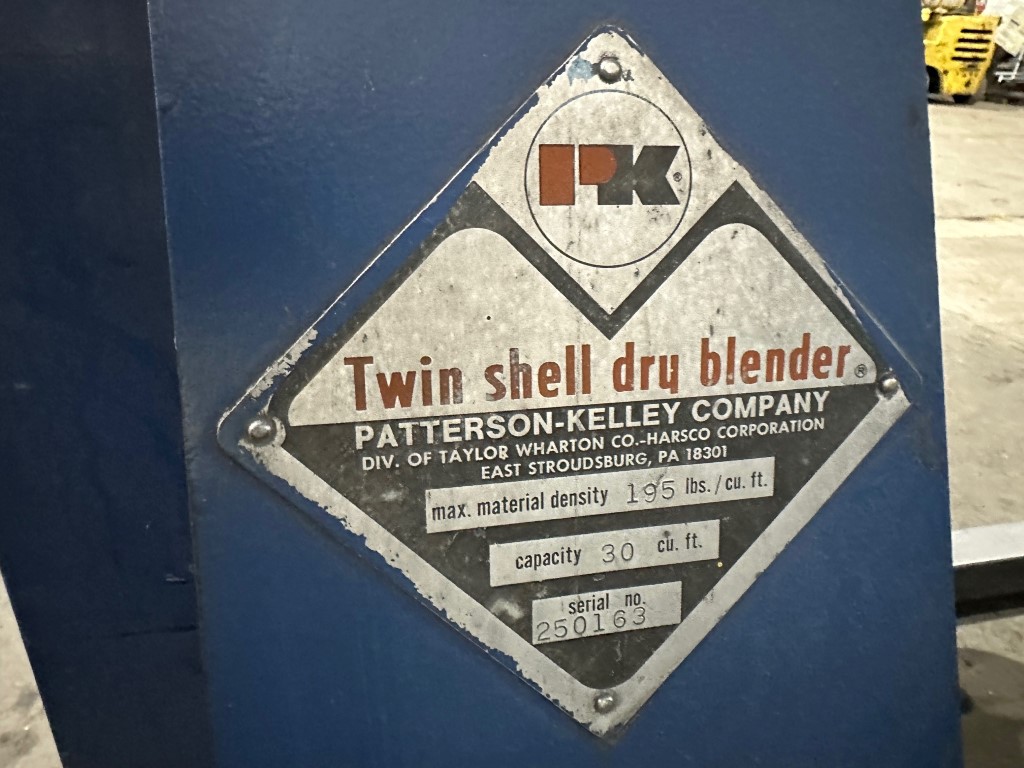 PK®
Twin shell dry blender®
PATTERSON-KELLEY COMPANY
DIV. OF TAYLOR WHARTON CO.-HARSCO CORPORATION
EAST STROUDSBURG, PA 18301
max. material density 195 lbs./cu. ft.
capacity 30 cu. ft.
serial no.
250163